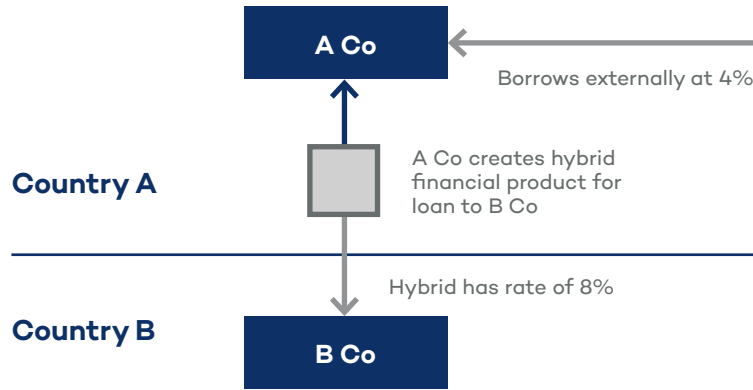 A Co
Borrows externally at 4%
A Co creates hybrid
financial product for
loan to B Co
Country A
Hybrid has rate of 8%
Country B
B Co